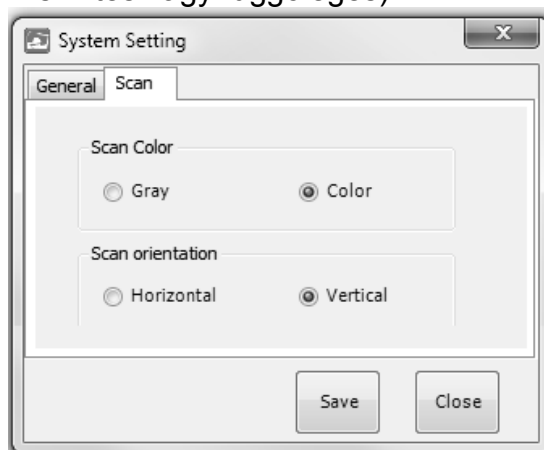 System Setting
X
General Scan
Scan Color
Gray Color
Scan orientation
Horizontal Vertical
Save Close